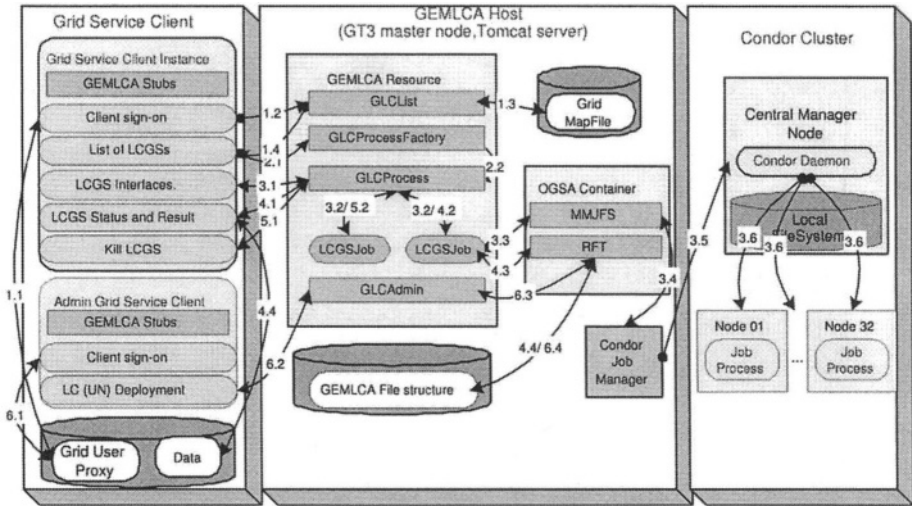 Grid Service Client
Grid Service Client Instance
GEMLCA Stubs
Client sign-on
List of LCGSs
LCGS Interfaces.
LCGS Status and Result
Kill LCGS
1.1
Admin Grid Service Client
GEMLCA Stubs
Client sign-on
LC (UN) Deployment
6.1
Grid User
Proxy
Data
1.2
1.4
2.1
3.1
4.1
5.1
4.4
6.2
GEMLCA Host
(GT3 master node,Tomcat server)
GEMLCA Resource
GLCList
GLCProcessFactory
GLCProcess
3.2/ 5.2
3.2/ 4.2
LCGSJob
LCGSJob
GLCAdmin
1.3
Grid
MapFile
2.2
OGSA Container
MMJFS
RFT
3.3
4.3
6.3
3.4
4.4/ 6.4
GEMLCA File structure
Condor
Job
Manager
3.5
Condor Cluster
Central Manager
Node
Condor Daemon
Local
FileSystem
3.6
3.6
3.6
Node 01
Job
Process
...
Node 32
Job
Process